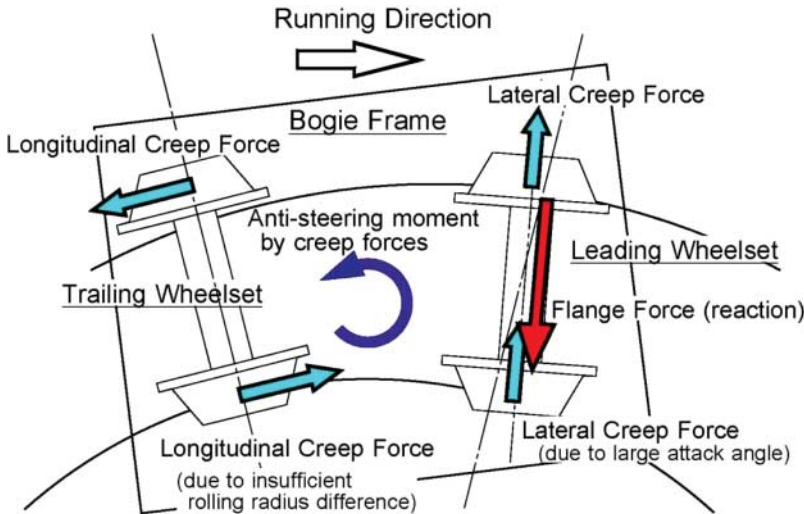 Running Direction
Lateral Creep Force
Bogie Frame
Longitudinal Creep Force
Anti-steering moment
by creep forces
Leading Wheelset
Trailing Wheelset
Flange Force (reaction)
Longitudinal Creep Force
(due to insufficient
rolling radius difference)
Lateral Creep Force
(due to large attack angle)